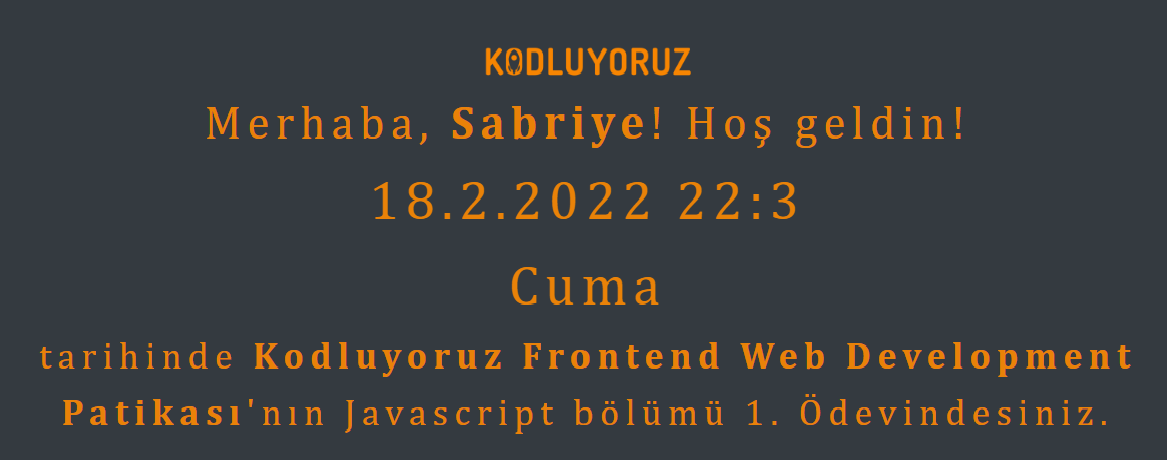 KODLUYORUZ
Merhaba, Sabriye! Hoş geldin!
18.2.2022 22:3
Cuma
tarihinde Kodluyoruz Frontend Web Development
Patikası'nın Javascript bölümü 1. Ödevindesiniz.